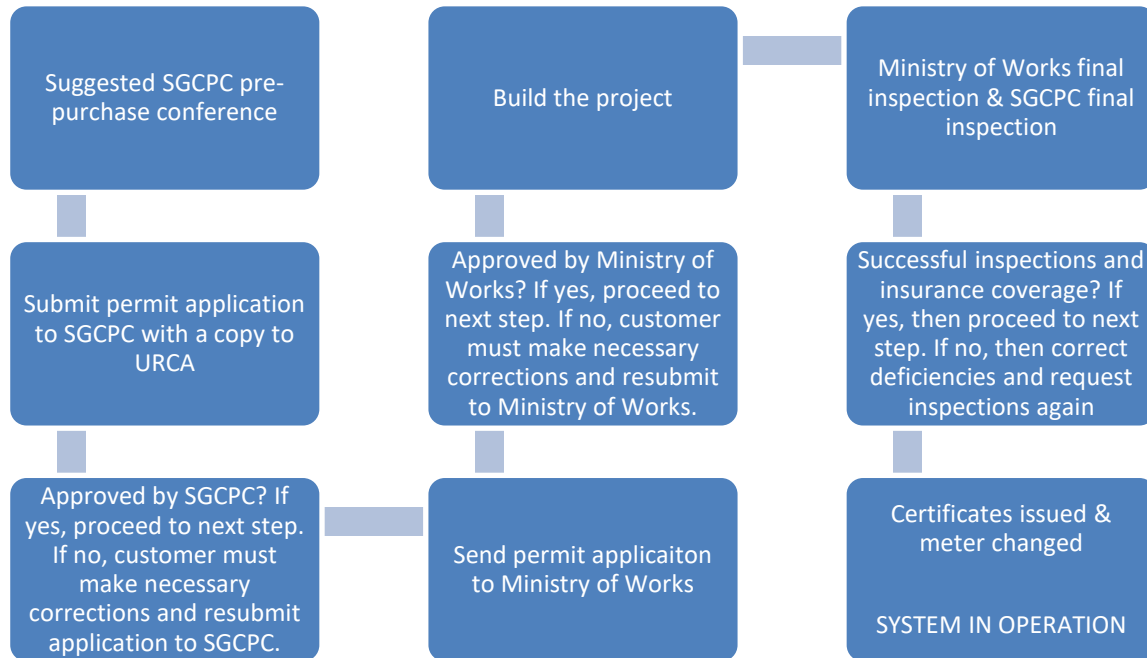 Suggested SGCPC pre-
purchase conference
Submit permit application
to SGCPC with a copy to
URCA
Approved by SGCPC? If
yes, proceed to next step.
If no, customer must
make necessary
corrections and resubmit
application to SGCPC.
Send permit applicaiton
to Ministry of Works
Approved by Ministry of
Works? If yes, proceed to
next step. If no, customer
must make necessary
corrections and resubmit
to Ministry of Works.
Build the project
Ministry of Works final
inspection & SGCPC final
inspection
Successful inspections and
insurance coverage? If
yes, then proceed to next
step. If no, then correct
deficiencies and request
inspections again
Certificates issued &
meter changed
SYSTEM IN OPERATION